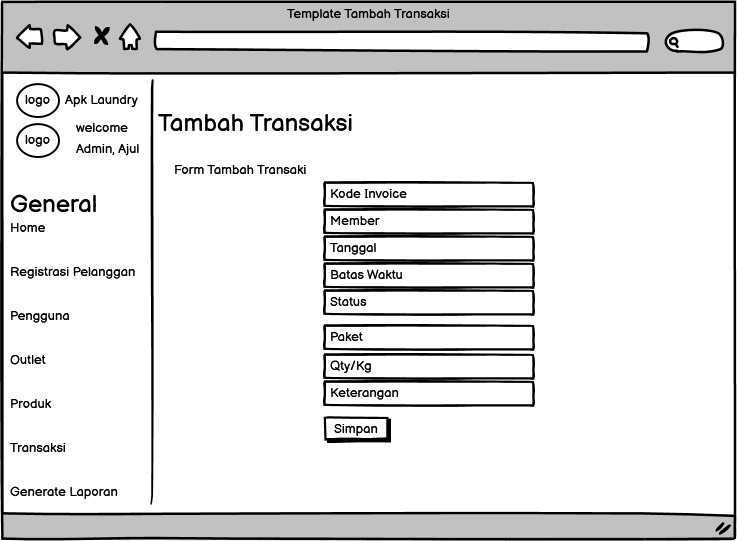 Template Tambah Transaksi
logo
Apk Laundry
logo
welcome
Admin, Ajul
General
Home
Registrasi Pelanggan
Pengguna
Outlet
Produk
Transaksi
Generate Laporan
Tambah Transaksi
Form Tambah Transaki
Kode Invoice
Member
Tanggal
Batas Waktu
Status
Paket
Qty/Kg
Keterangan
Simpan